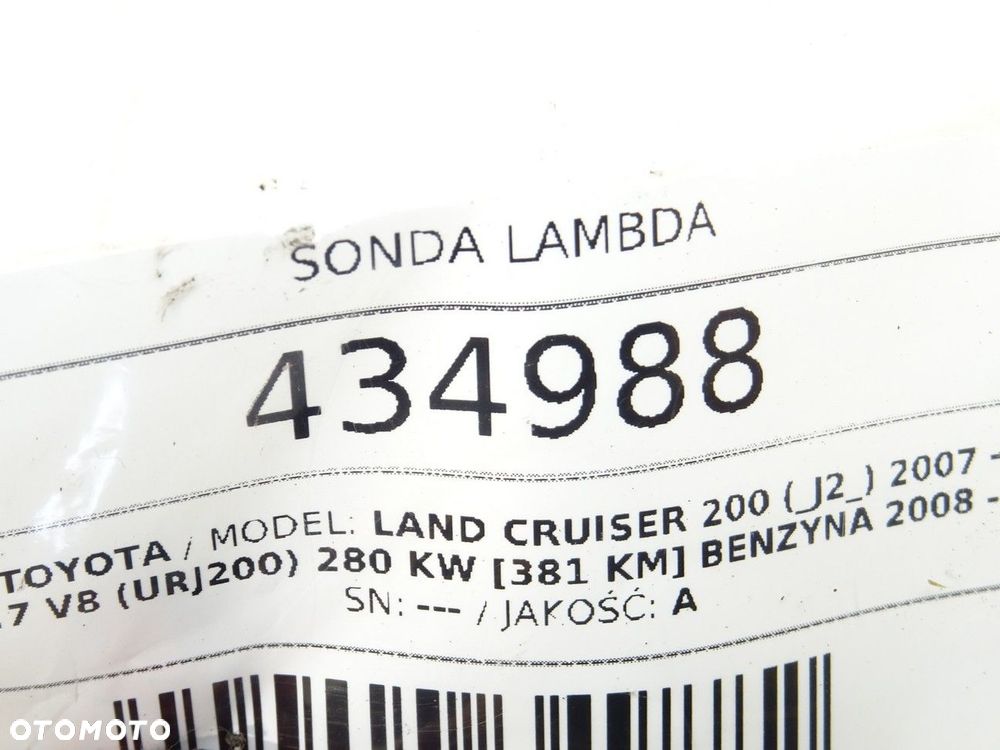 SONDA LAMBDA
434988
TOYOTA / MODEL: LAND CRUISER 200 (_J2_) 2007 -
.7 V8 (URJ200) 280 KW [381 KM] BENZYNA 2008 -
SN: --- / JAKOŚĆ: A
OTOMOTO